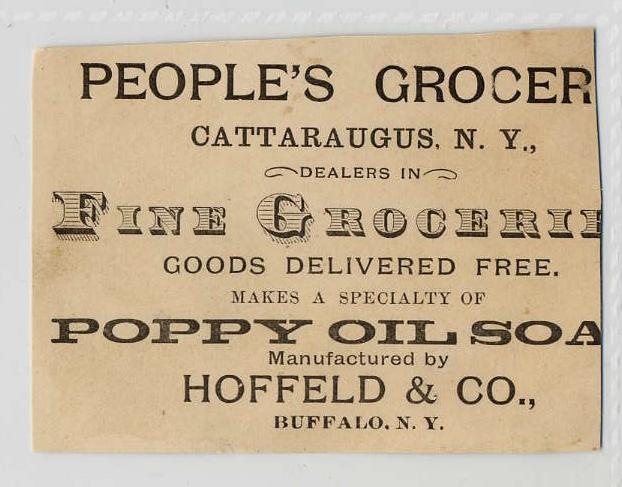 PEOPLE'S GROCER
CATTARAUGUS, N. Y.,
DEALERS IN
FINE GROCERIE
GOODS DELIVERED FREE.
MAKES A SPECIALTY OF
POPPY OIL SOA
Manufactured by
HOFFELD & CO.,
BUFFALO, N. Y.